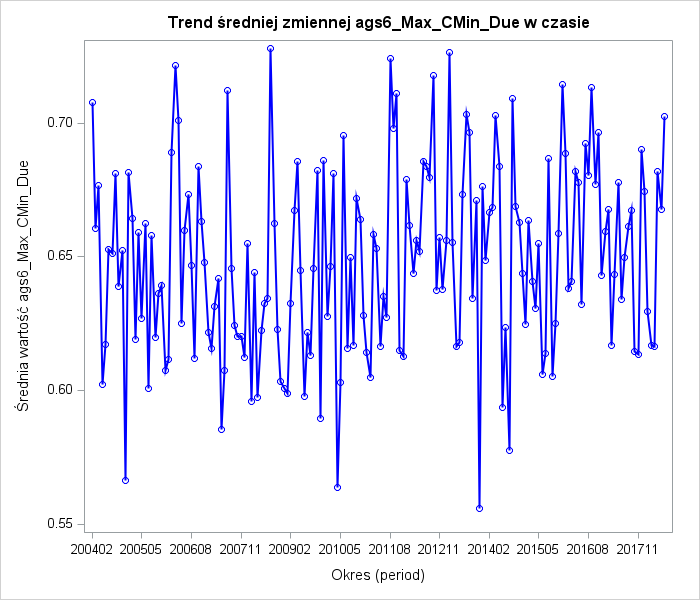 Trend średniej zmiennej ags6_Max_CMin_Due w czasie
Średnia wartość ags6_Max_CMin_Due
0.70
0.65
0.60
0.55
200402 200505 200608 200711 200902 201005 201108 201211 201402 201505 201608 201711
Okres (period)